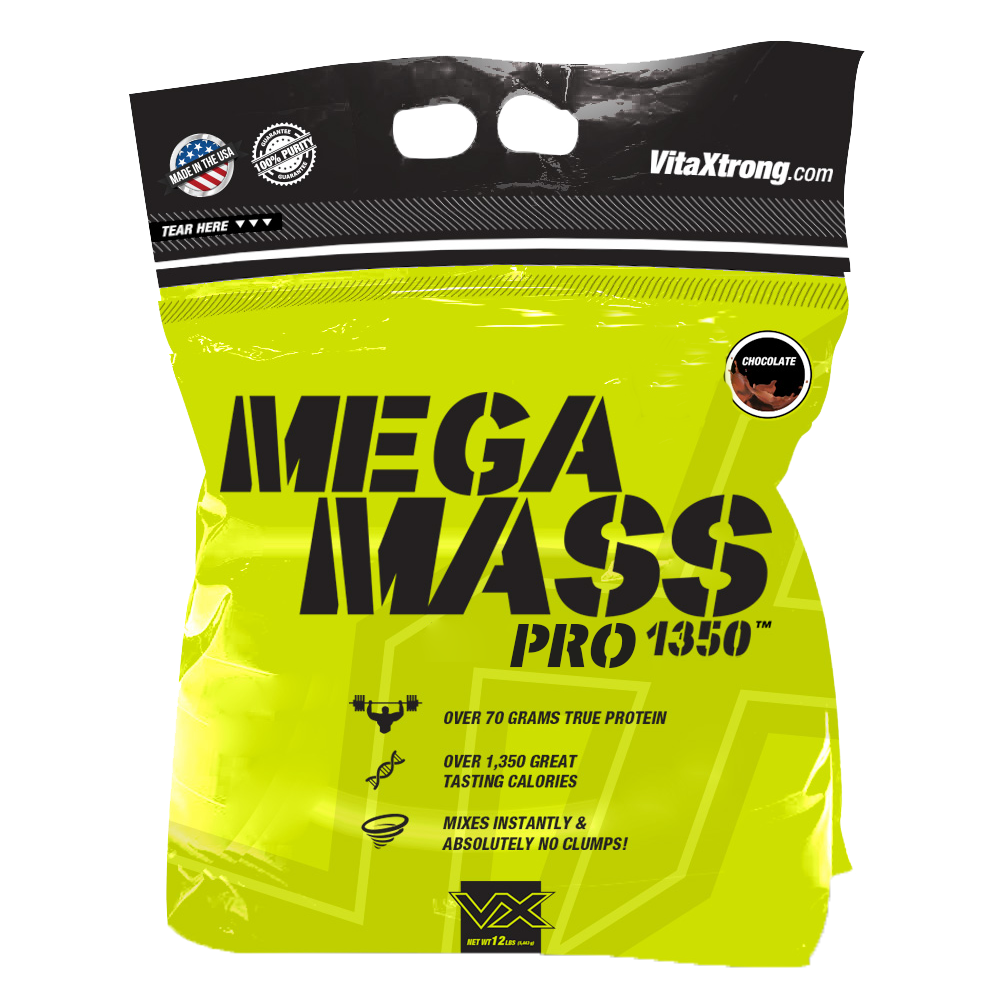 MADE IN THE USA
GUARANTEE
100% PURITY
GUARANTEE
VitaXtrong.com
TEAR HERE
CHOCOLATE
MEGA
MASS
PRO 1350™
OVER 70 GRAMS TRUE PROTEIN
OVER 1,350 GREAT
TASTING CALORIES
MIXES INSTANTLY &
ABSOLUTELY NO CLUMPS!
VX
NET WT 12 LBS